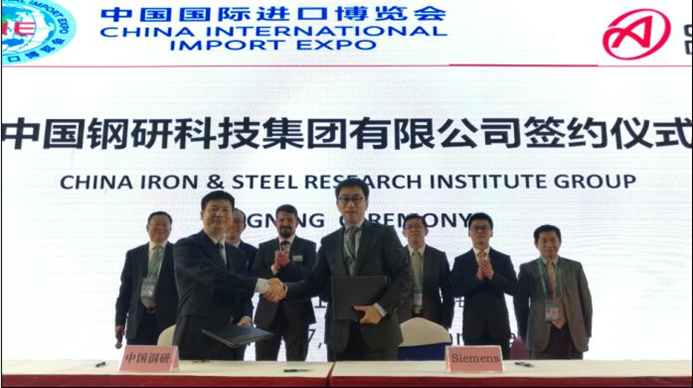 中国国际进口博览会
CHINA INTERNATIONAL
IMPORT EXPO
中国钢研科技集团有限公司签约仪式
CHINA IRON & STEEL RESEARCH INSTITUTE GROUP
CEREMONY
中国钢研
Siemens